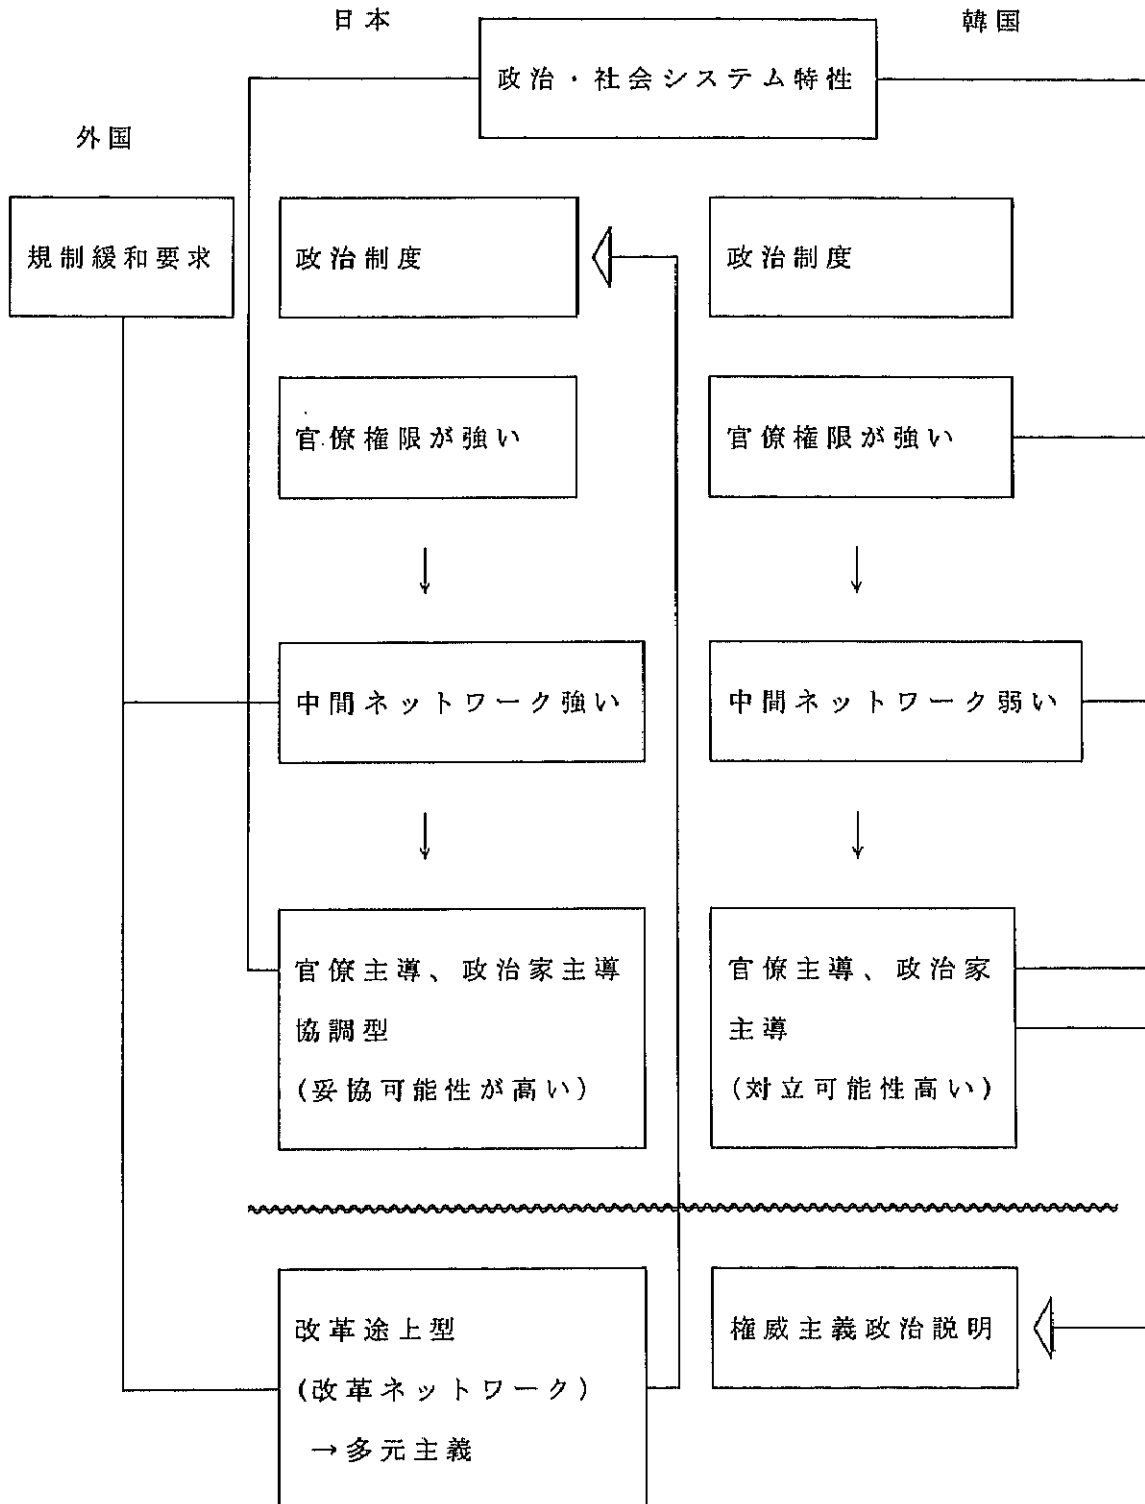 日本
韓国
政治・社会システム特性
外国
規制緩和要求
政治制度
政治制度
官僚権限が強い
官僚権限が強い
↓
↓
中間ネットワーク強い
中間ネットワーク弱い
↓
↓
官僚主導、政治家主導
協調型
(妥協可能性が高い)
官僚主導、政治家
主導
(対立可能性高い)
改革途上型
(改革ネットワーク)
→多元主義
権威主義政治説明